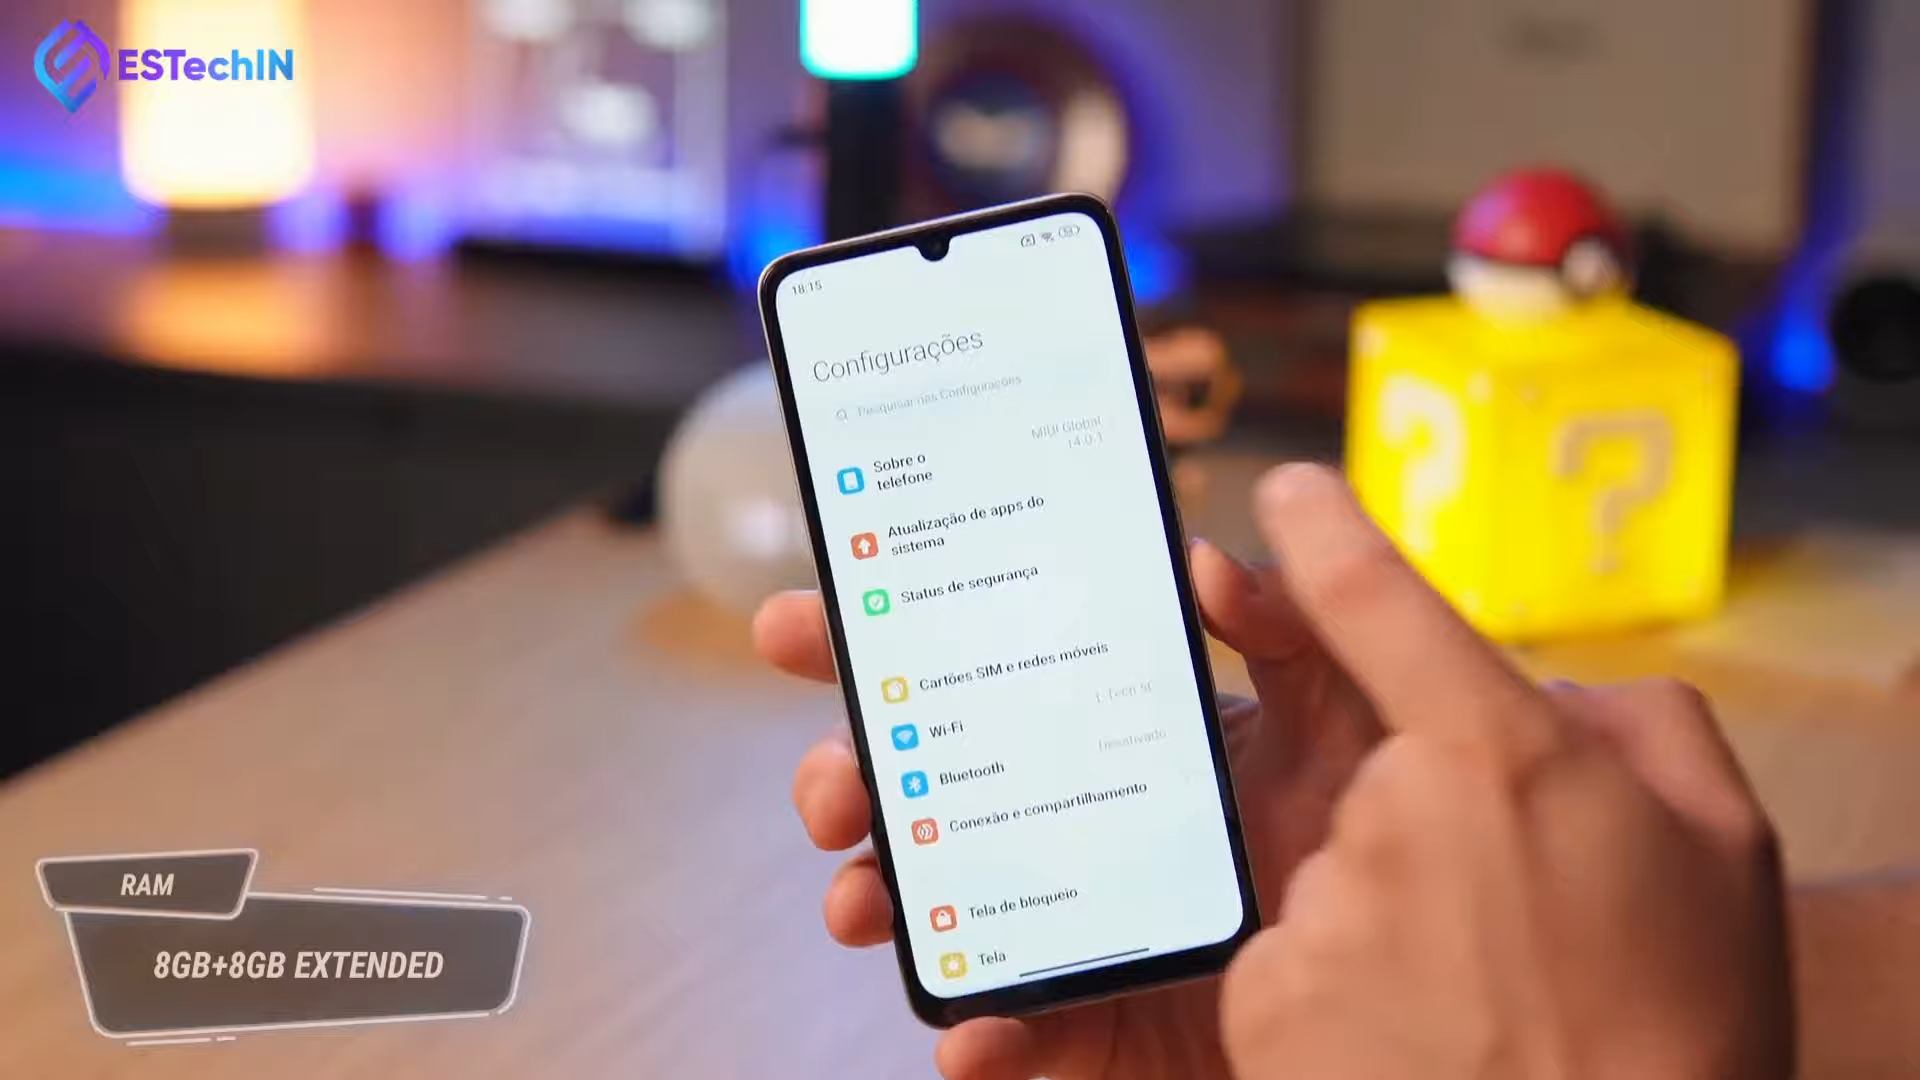 ESTechIN
18:15
Configurações
Pesquisar nas Configurações
MIUI Global
14.0.1
Sobre o
telefone
Atualização de apps do
sistema
Status de segurança
Cartões SIM e redes móveis
Wi-Fi
Bluetooth
Desativado
Conexão e compartilhamento
Tela de bloqueio
Tela
RAM
8GB+8GB EXTENDED
? ?